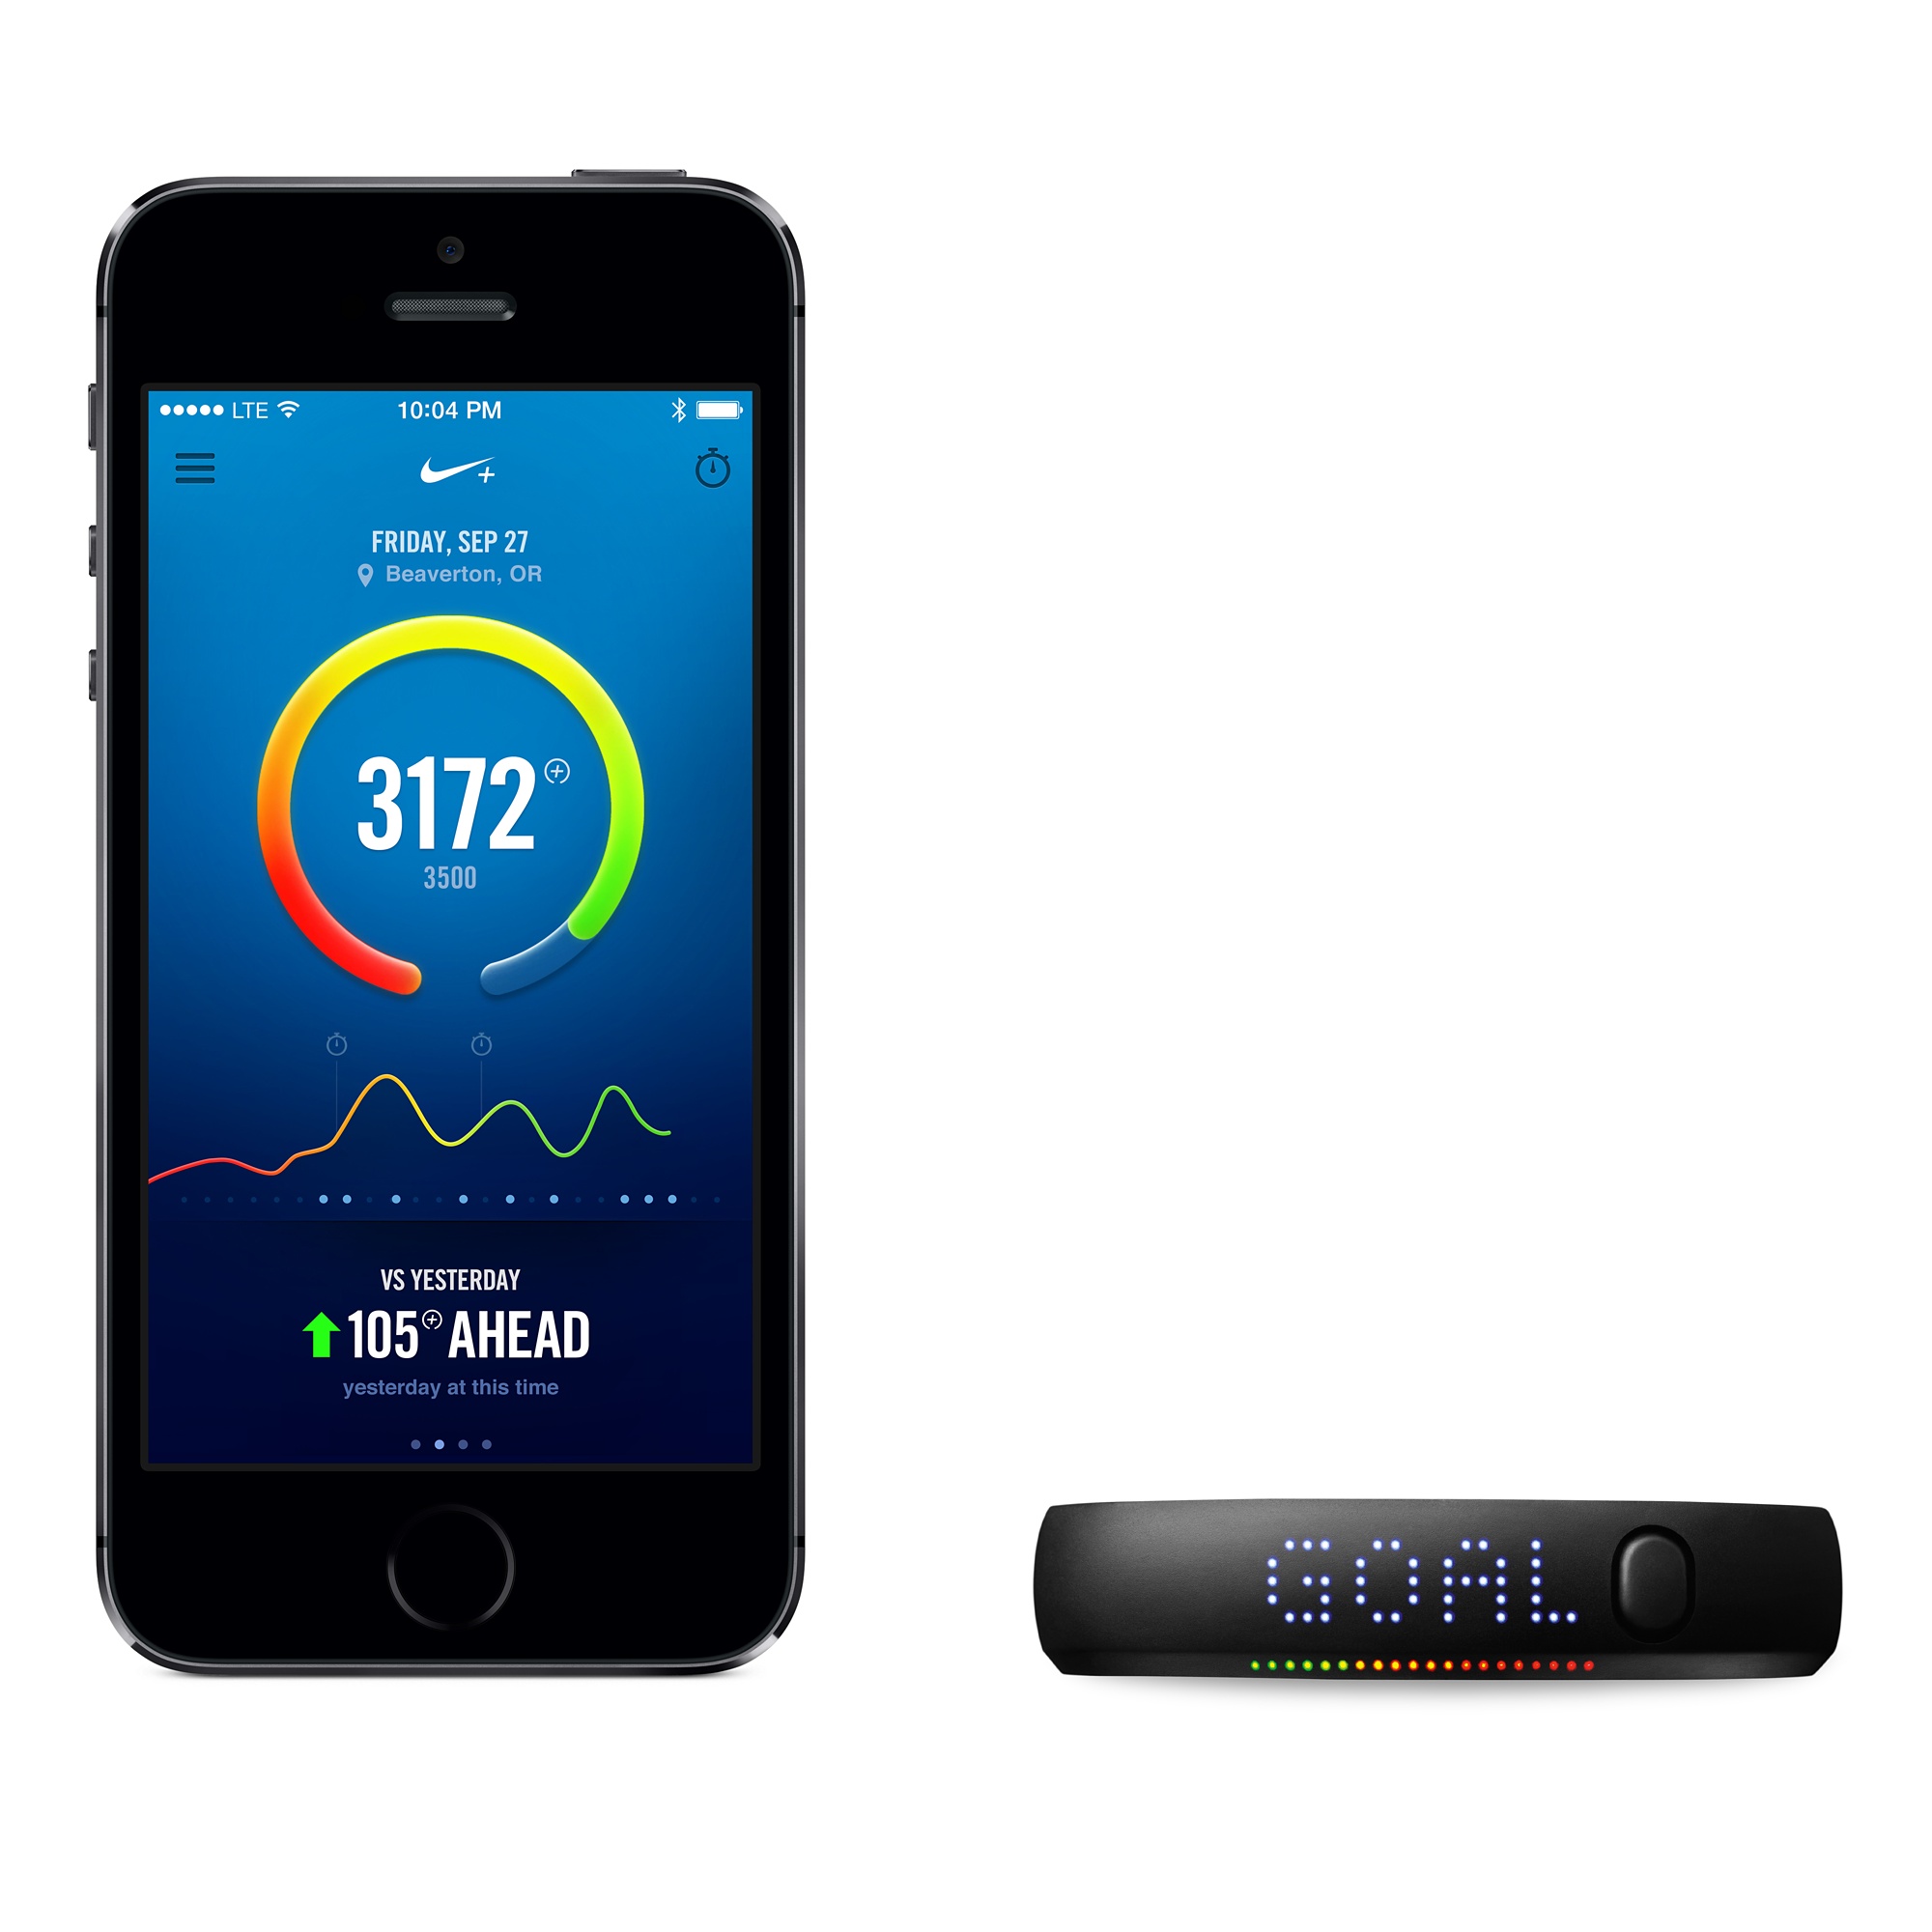 LTE 10:04 PM
FRIDAY, SEP 27
Beaverton, OR
3172
3500
VS YESTERDAY
105 AHEAD
yesterday at this time
GOAL